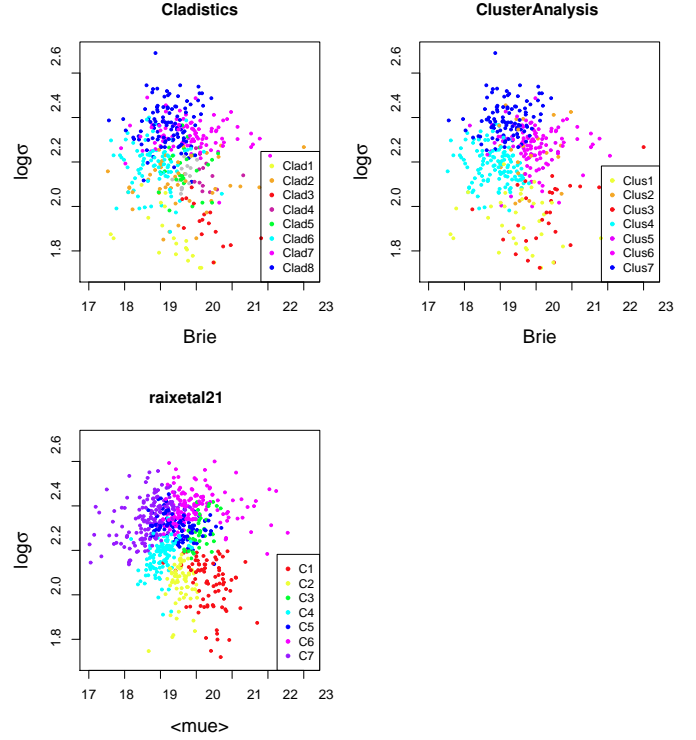 Cladistics
logσ
2.6
2.4
2.2
2.0
1.8
Clad1
Clad2
Clad3
Clad4
Clad5
Clad6
Clad7
Clad8
17 18 19 20 21 22 23
Brie
ClusterAnalysis
logσ
2.6
2.4
2.2
2.0
1.8
Clus1
Clus2
Clus3
Clus4
Clus5
Clus6
Clus7
17 18 19 20 21 22 23
Brie
raixetal21
logσ
2.6
2.4
2.2
2.0
1.8
C1
C2
C3
C4
C5
C6
C7
17 18 19 20 21 22 23
<mue>